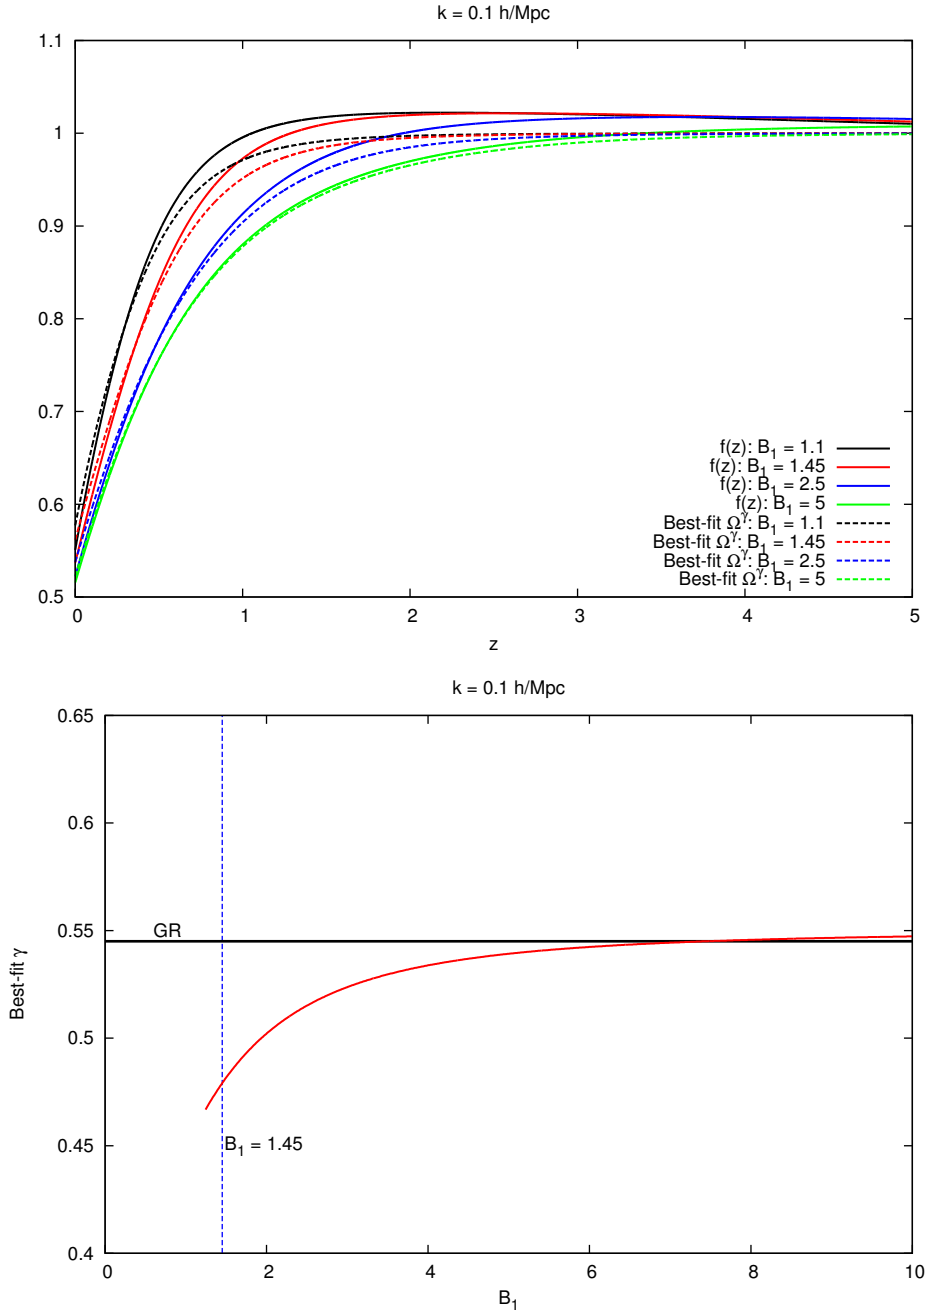 k = 0.1 h/Mpc
1.1
1
0.9
0.8
0.7
0.6
0.5
f(z): B₁ = 1.1
f(z): B₁ = 1.45
f(z): B₁ = 2.5
f(z): B₁ = 5
Best-fit Ω^γ: B₁ = 1.1
Best-fit Ω^γ: B₁ = 1.45
Best-fit Ω^γ: B₁ = 2.5
Best-fit Ω^γ: B₁ = 5
0 1 2 3 4 5
z
k = 0.1 h/Mpc
0.65
0.6
0.55
0.5
0.45
0.4
Best-fit γ
GR
B₁ = 1.45
0 2 4 6 8 10
B₁